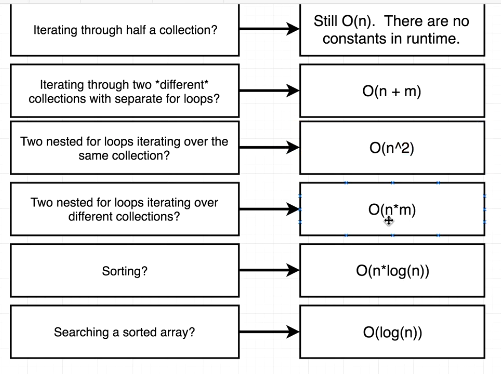 Iterating through half a collection?
Still O(n). There are no
constants in runtime.
Iterating through two *different*
collections with separate for loops?
O(n + m)
Two nested for loops iterating over the
same collection?
O(n^2)
Two nested for loops iterating over
different collections?
O(n*m)
Sorting?
O(n*log(n))
Searching a sorted array?
O(log(n))